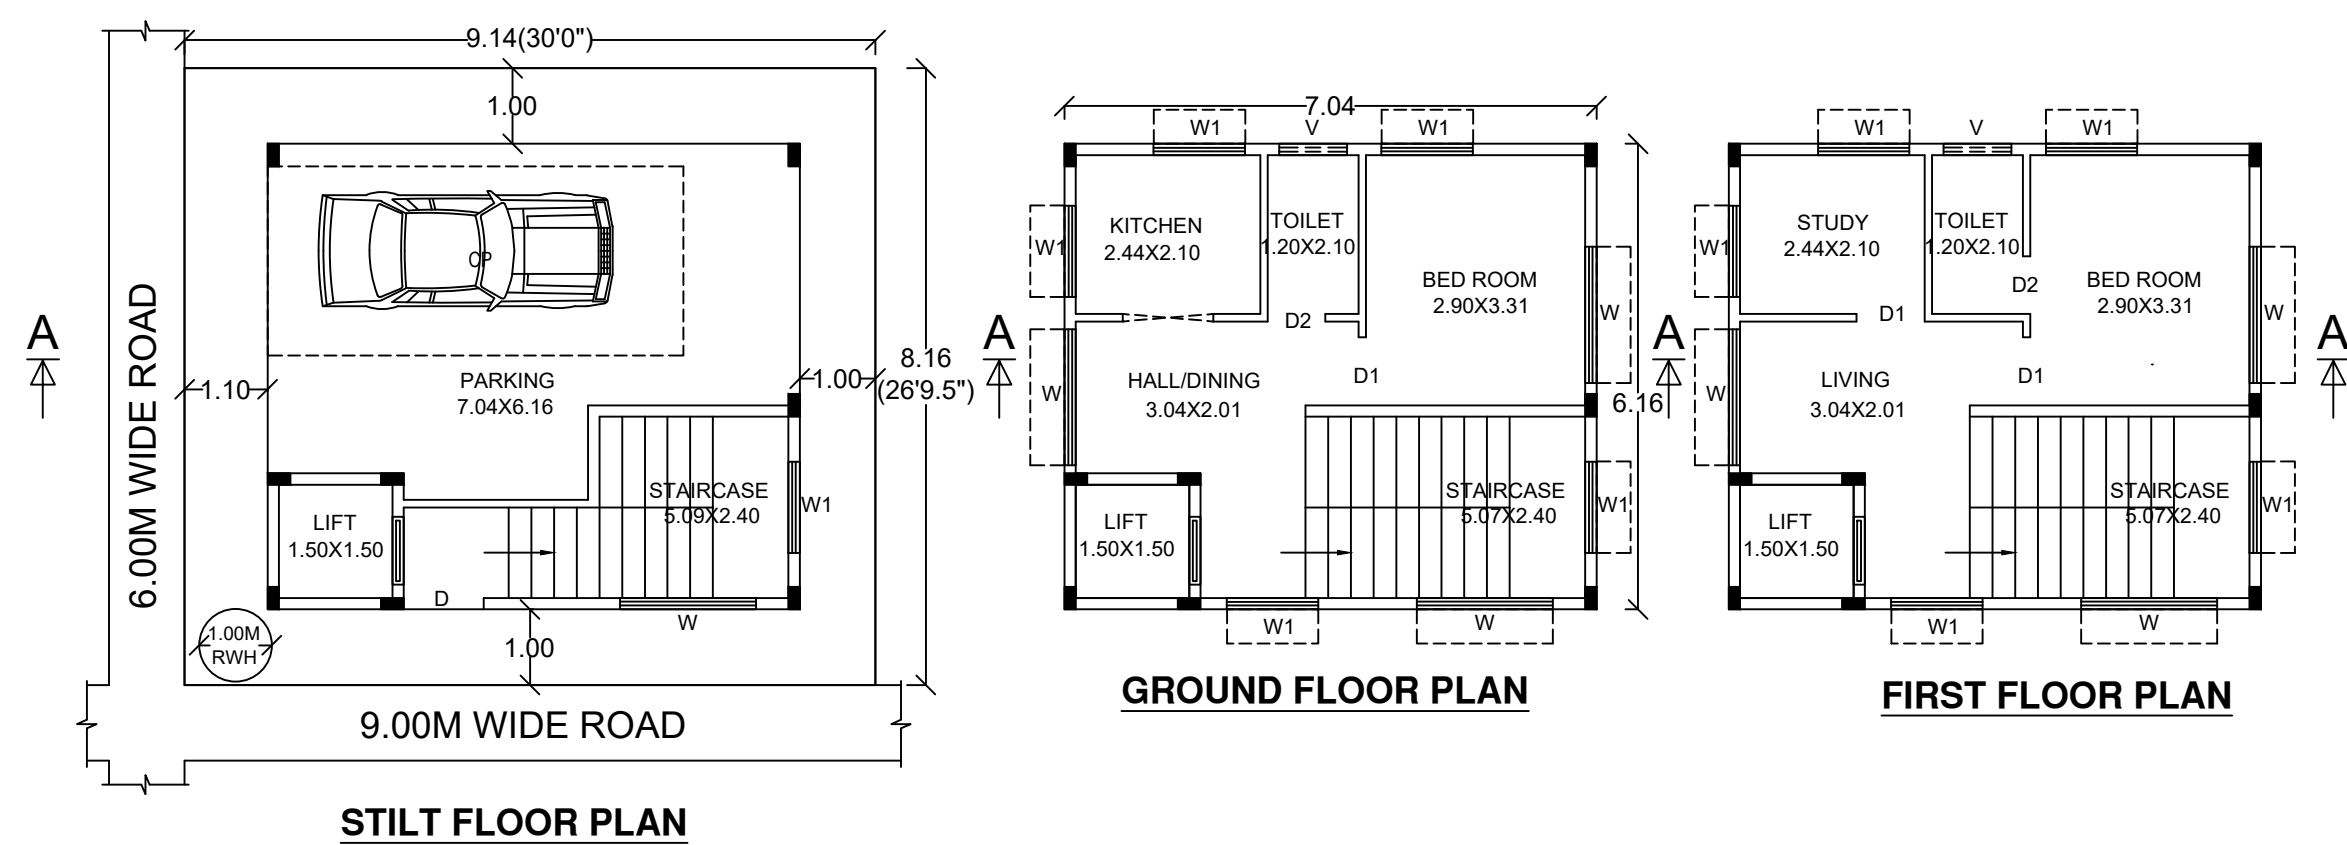 9.14(30'0")
1.00
CP
6.00M WIDE ROAD
A
1.10
PARKING
7.04X6.16
1.00
8.16
(26'9.5")
STAIRCASE
5.09X2.40
W1
LIFT
1.50X1.50
D
W
1.00M
RWH
1.00
9.00M WIDE ROAD
STILT FLOOR PLAN
7.04
W1
V
W1
KITCHEN
2.44X2.10
TOILET
1.20X2.10
W1
BED ROOM
2.90X3.31
W
D2
A
HALL/DINING
3.04X2.01
D1
W
6.16
STAIRCASE
5.07X2.40
W1
LIFT
1.50X1.50
W1
W
GROUND FLOOR PLAN
W1
V
W1
STUDY
2.44X2.10
TOILET
1.20X2.10
W1
D2
BED ROOM
2.90X3.31
W
D1
A
A
LIVING
3.04X2.01
D1
W
STAIRCASE
5.07X2.40
W1
LIFT
1.50X1.50
W1
W
FIRST FLOOR PLAN